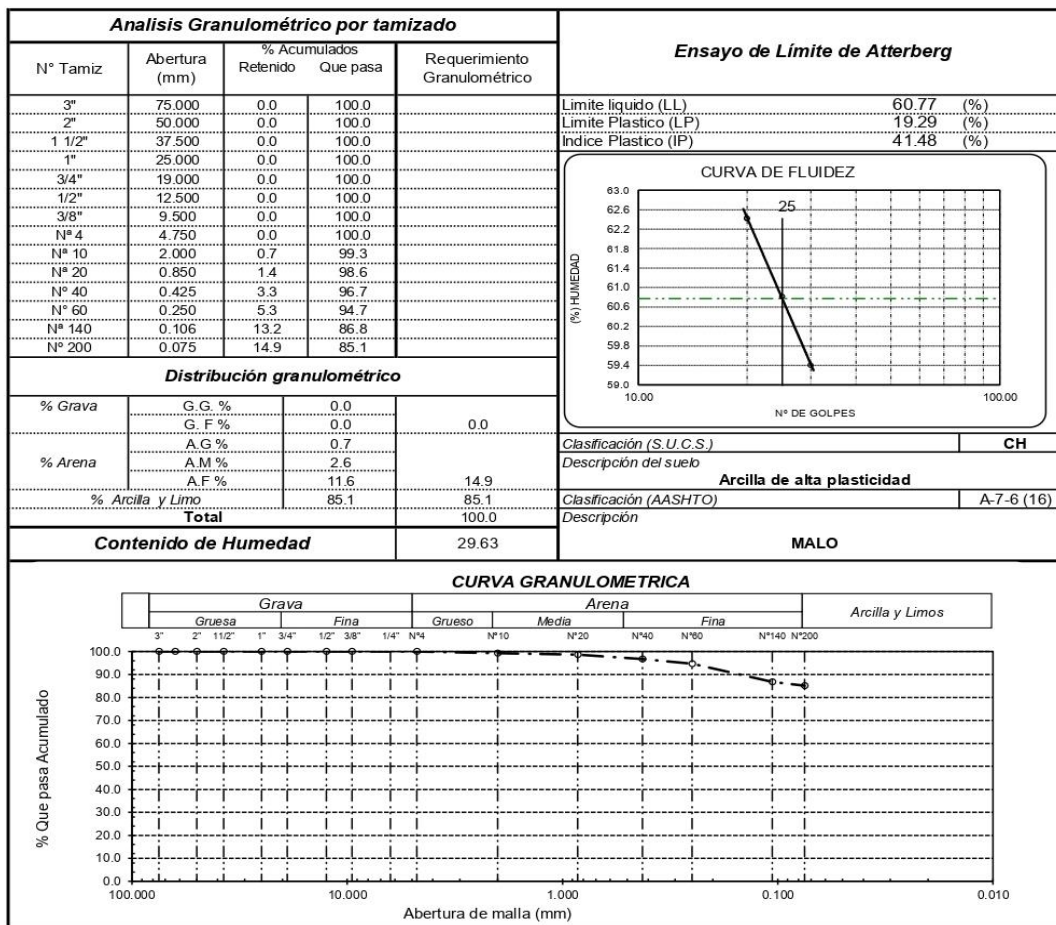 Analisis Granulométrico por tamizado
N° Tamiz Abertura (mm) % Acumulados Retenido Que pasa Requerimiento Granulométrico
3" 75.000 0.0 100.0
2" 50.000 0.0 100.0
1 1/2" 37.500 0.0 100.0
1" 25.000 0.0 100.0
3/4" 19.000 0.0 100.0
1/2" 12.500 0.0 100.0
3/8" 9.500 0.0 100.0
Nª 4 4.750 0.0 100.0
Nª 10 2.000 0.7 99.3
Nª 20 0.850 1.4 98.6
Nº 40 0.425 3.3 96.7
N° 60 0.250 5.3 94.7
Nª 140 0.106 13.2 86.8
Nº 200 0.075 14.9 85.1
Distribución granulométrico
% Grava G.G. % 0.0
G. F % 0.0 0.0
A.G % 0.7
% Arena A.M % 2.6
A.F % 11.6 14.9
% Arcilla y Limo 85.1 85.1
Total 100.0
Contenido de Humedad 29.63
Ensayo de Límite de Atterberg
Limite liquido (LL) 60.77 (%)
Limite Plastico (LP) 19.29 (%)
Indice Plastico (IP) 41.48 (%)
CURVA DE FLUIDEZ
63.0
62.6
62.2
61.8
61.4
61.0
60.6
60.2
59.8
59.4
59.0
25
(%) HUMEDAD
10.00 100.00
Nº DE GOLPES
Clasificación (S.U.C.S.) CH
Descripción del suelo
Arcilla de alta plasticidad
Clasificación (AASHTO) A-7-6 (16)
Descripción
MALO
CURVA GRANULOMETRICA
Grava Arena Arcilla y Limos
Gruesa Fina Grueso Media Fina
3" 2" 11/2" 1" 3/4" 1/2" 3/8" 1/4" N°4 N°10 N°20 N°40 N°60 N°140 N°200
100.0
90.0
80.0
70.0
60.0
50.0
40.0
30.0
20.0
10.0
0.0
% Que pasa Acumulado
100.000 10.000 1.000 0.100 0.010
Abertura de malla (mm)